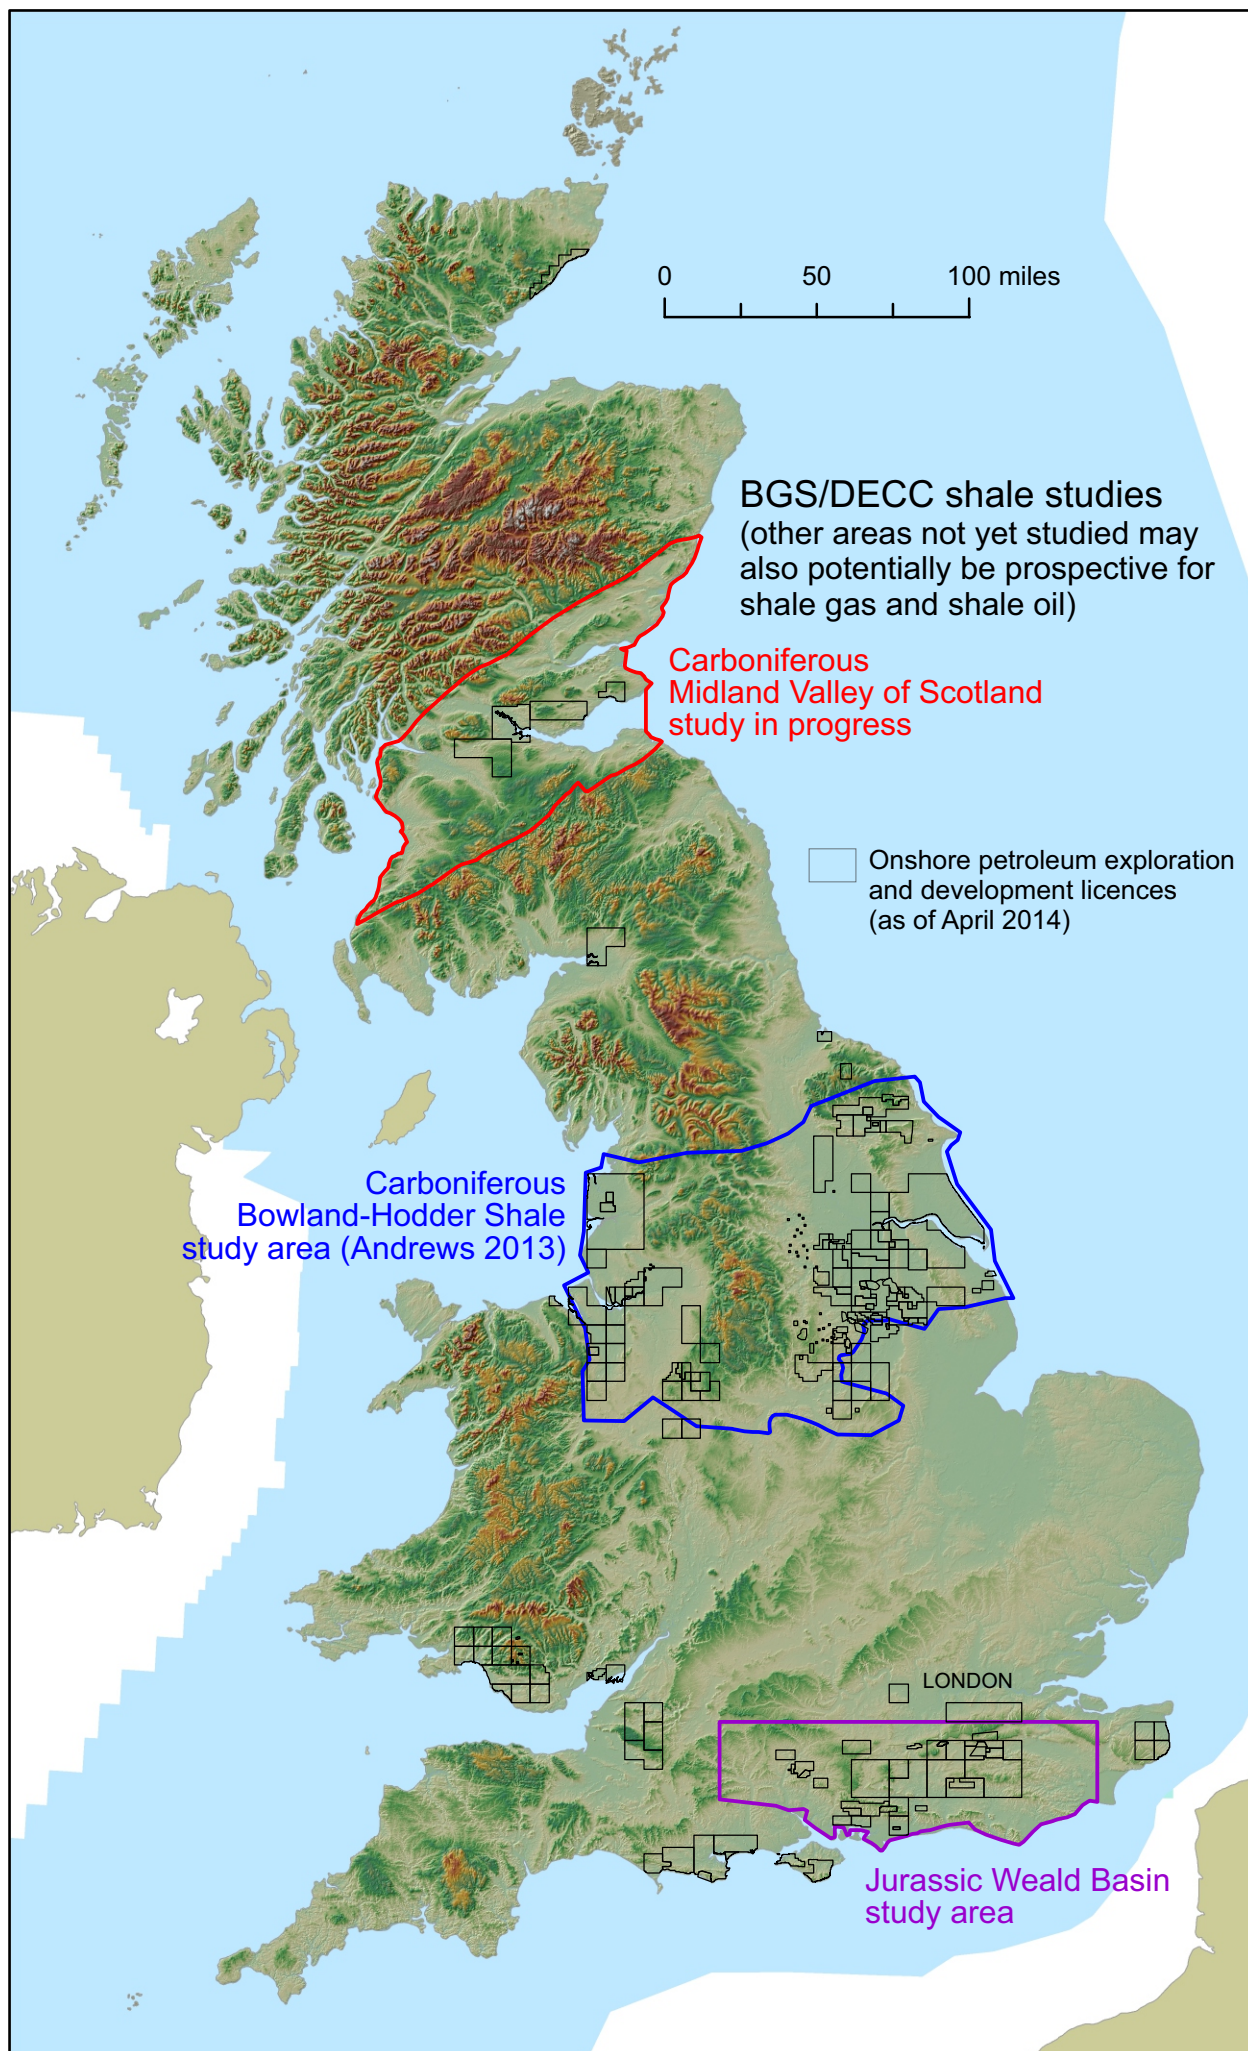 0 50 100 miles
BGS/DECC shale studies
(other areas not yet studied may
also potentially be prospective for
shale gas and shale oil)
Carboniferous
Midland Valley of Scotland
study in progress
Onshore petroleum exploration
and development licences
(as of April 2014)
Carboniferous
Bowland-Hodder Shale
study area (Andrews 2013)
LONDON
Jurassic Weald Basin
study area